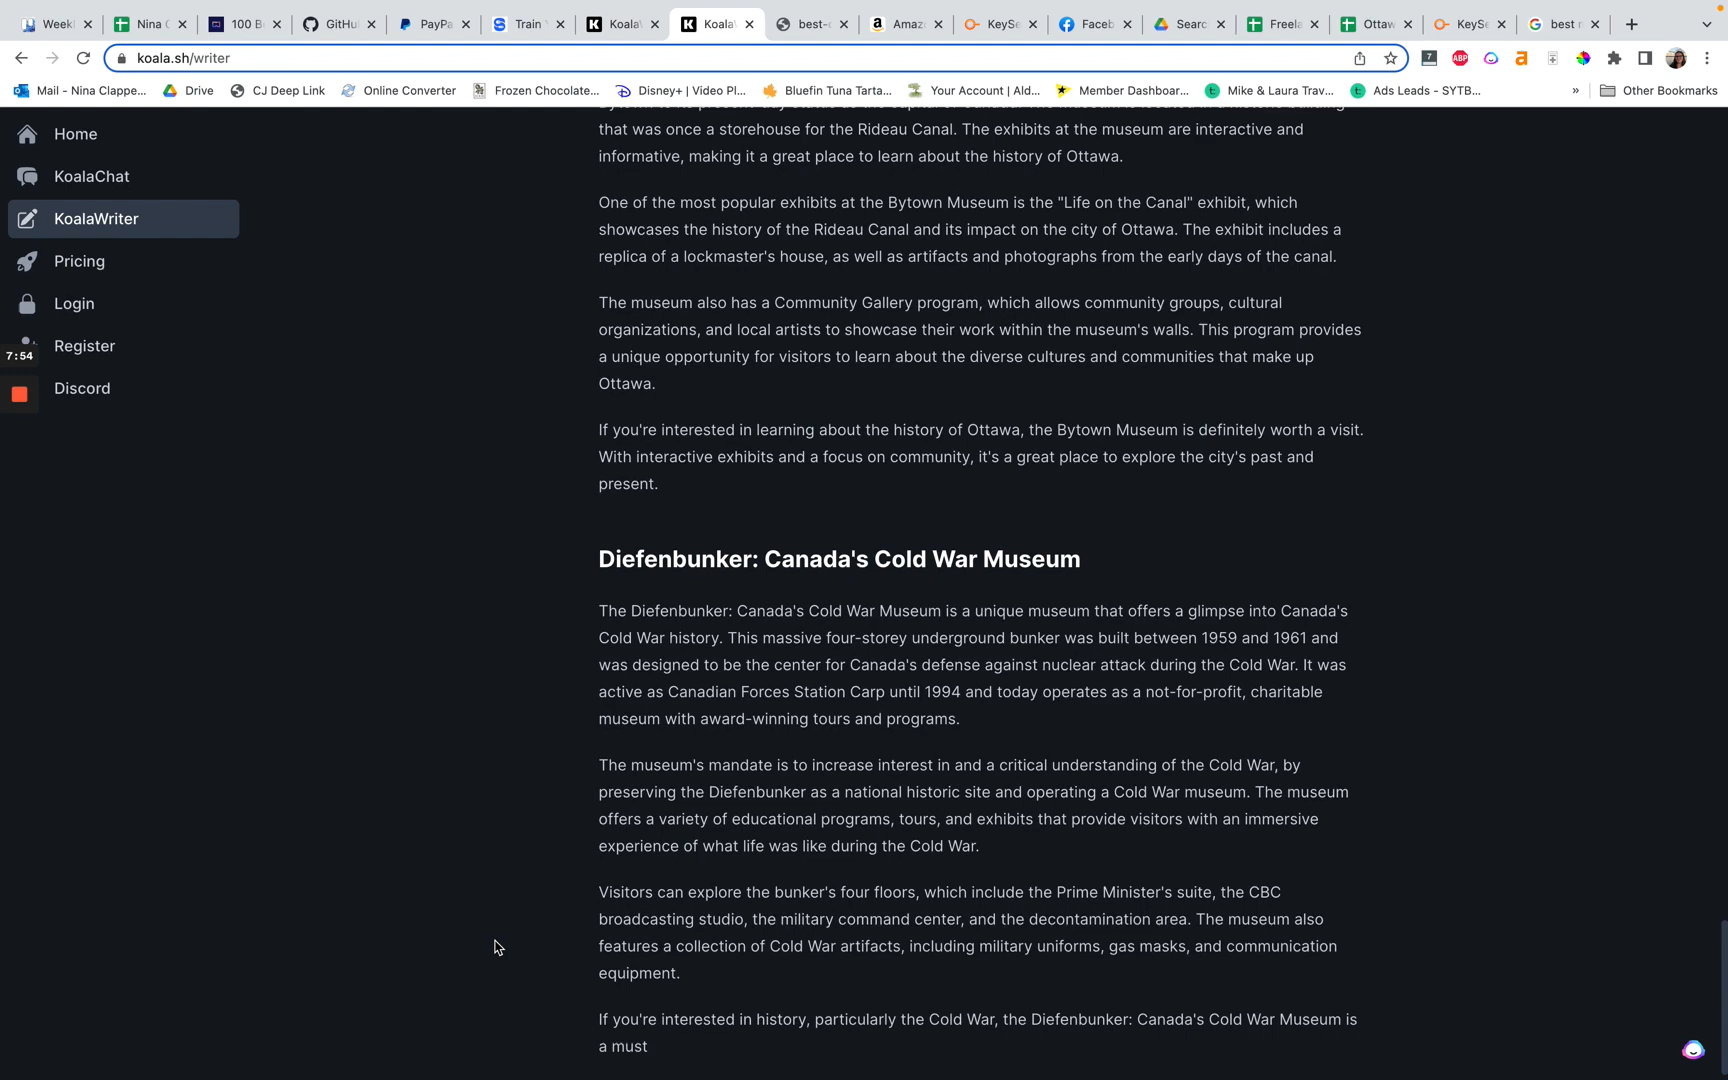 Week
Nina C
100 B
GitHu
PayPa
Train
Koala
Koala
best-c
Amaz
KeySe
Faceb
Searc
Freela
Ottaw
KeySe
best r
koala.sh/writer
7
ABP
Mail - Nina Clappe...
Drive
CJ Deep Link
Online Converter
Frozen Chocolate...
Disney+ | Video Pl...
Bluefin Tuna Tarta...
Your Account | Ald...
Member Dashboar...
Mike & Laura Trav...
Ads Leads - SYTB...
»
Other Bookmarks
Home
KoalaChat
KoalaWriter
Pricing
Login
Register
Discord
7:54
that was once a storehouse for the Rideau Canal. The exhibits at the museum are interactive and
informative, making it a great place to learn about the history of Ottawa.
One of the most popular exhibits at the Bytown Museum is the "Life on the Canal" exhibit, which
showcases the history of the Rideau Canal and its impact on the city of Ottawa. The exhibit includes a
replica of a lockmaster's house, as well as artifacts and photographs from the early days of the canal.
The museum also has a Community Gallery program, which allows community groups, cultural
organizations, and local artists to showcase their work within the museum's walls. This program provides
a unique opportunity for visitors to learn about the diverse cultures and communities that make up
Ottawa.
If you're interested in learning about the history of Ottawa, the Bytown Museum is definitely worth a visit.
With interactive exhibits and a focus on community, it's a great place to explore the city's past and
present.
Diefenbunker: Canada's Cold War Museum
The Diefenbunker: Canada's Cold War Museum is a unique museum that offers a glimpse into Canada's
Cold War history. This massive four-storey underground bunker was built between 1959 and 1961 and
was designed to be the center for Canada's defense against nuclear attack during the Cold War. It was
active as Canadian Forces Station Carp until 1994 and today operates as a not-for-profit, charitable
museum with award-winning tours and programs.
The museum's mandate is to increase interest in and a critical understanding of the Cold War, by
preserving the Diefenbunker as a national historic site and operating a Cold War museum. The museum
offers a variety of educational programs, tours, and exhibits that provide visitors with an immersive
experience of what life was like during the Cold War.
Visitors can explore the bunker's four floors, which include the Prime Minister's suite, the CBC
broadcasting studio, the military command center, and the decontamination area. The museum also
features a collection of Cold War artifacts, including military uniforms, gas masks, and communication
equipment.
If you're interested in history, particularly the Cold War, the Diefenbunker: Canada's Cold War Museum is
a must